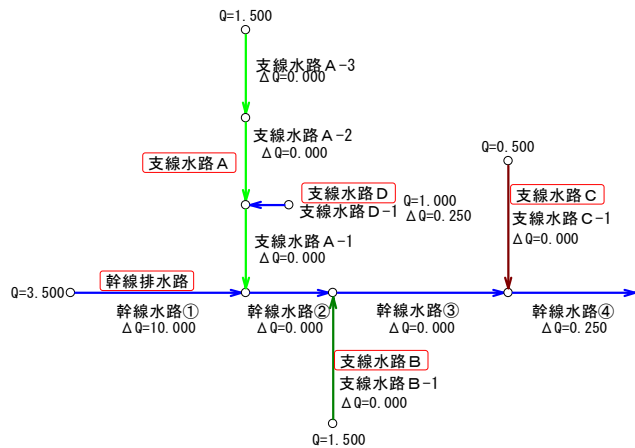 Q=1.500
支線水路A-3
ΔQ=0.000
支線水路A-2
ΔQ=0.000
支線水路A
Q=0.500
支線水路D
支線水路D-1
Q=1.000
ΔQ=0.250
支線水路C
支線水路C-1
ΔQ=0.000
支線水路A-1
ΔQ=0.000
幹線排水路
Q=3.500
幹線水路①
ΔQ=10.000
幹線水路②
ΔQ=0.000
幹線水路③
ΔQ=0.000
幹線水路④
ΔQ=0.250
支線水路B
支線水路B-1
ΔQ=0.000
Q=1.500